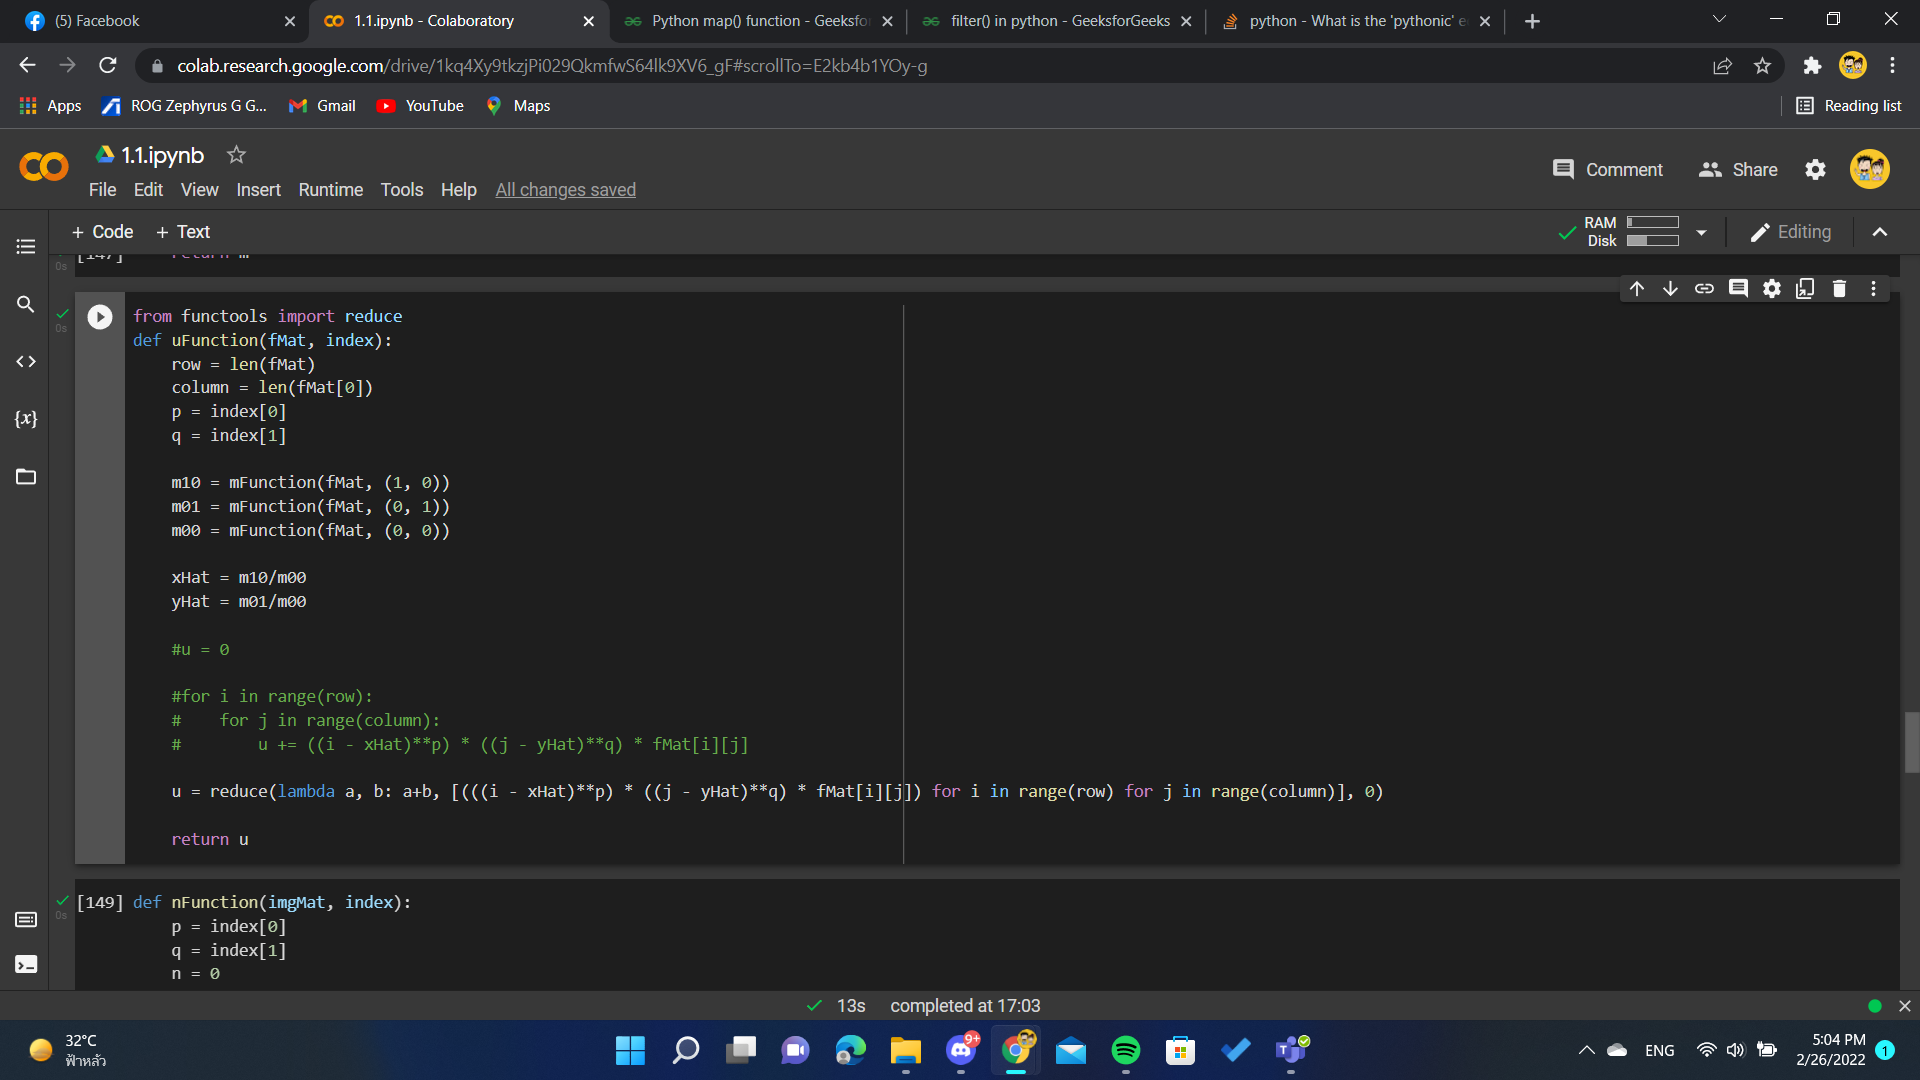 (5) Facebook
1.1.ipynb - Colaboratory
Python map() function - Geeksfo
filter() in python - GeeksforGeeks
python - What is the 'pythonic' e
colab.research.google.com/drive/1kq4Xy9tkzjPi029QkmfwS64lk9XV6_gF#scrollTo=E2kb4b1YOy-g
Apps
ROG Zephyrus G G...
Gmail
YouTube
Maps
Reading list
1.1.ipynb
Comment
Share
File Edit View Insert Runtime Tools Help All changes saved
+ Code + Text
RAM
Disk
Editing
[147] return m
0s
0s
from functools import reduce
def uFunction(fMat, index):
    row = len(fMat)
    column = len(fMat[0])
    p = index[0]
    q = index[1]
    m10 = mFunction(fMat, (1, 0))
    m01 = mFunction(fMat, (0, 1))
    m00 = mFunction(fMat, (0, 0))
    xHat = m10/m00
    yHat = m01/m00
    #u = 0
    #for i in range(row):
    #    for j in range(column):
    #        u += ((i - xHat)**p) * ((j - yHat)**q) * fMat[i][j]
    u = reduce(lambda a, b: a+b, [(((i - xHat)**p) * ((j - yHat)**q) * fMat[i][j]) for i in range(row) for j in range(column)], 0)
    return u
0s
[149] def nFunction(imgMat, index):
    p = index[0]
    q = index[1]
    n = 0
{x}
13s completed at 17:03
32°C
ฟ้าหลัว
9+
ENG
5:04 PM
2/26/2022
1